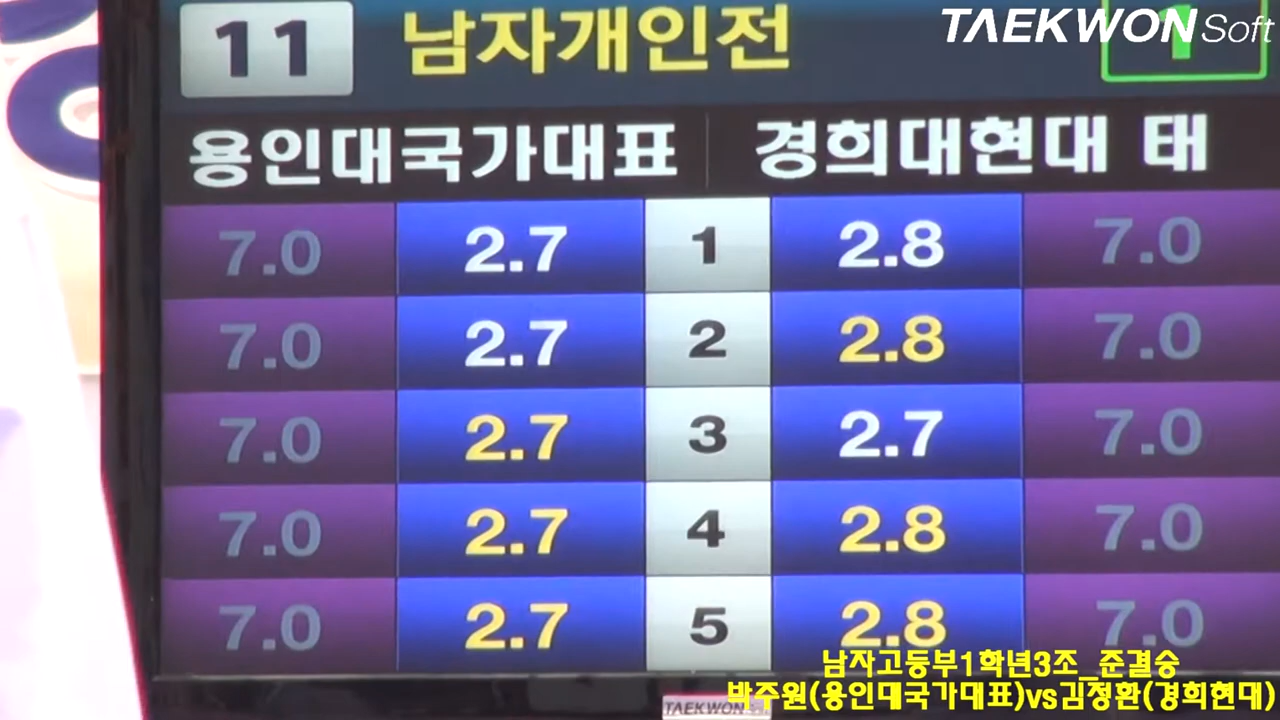 TAEKWONSoft
11 남자개인전 1
용인대국가대표 경희대현대 태
7.0 2.7 1 2.8 7.0
7.0 2.7 2 2.8 7.0
7.0 2.7 3 2.7 7.0
7.0 2.7 4 2.8 7.0
7.0 2.7 5 2.8 7.0
남자고등부1학년3조_준결승
박주원(용인대국가대표)vs김정환(경희현대)
TAEKWON